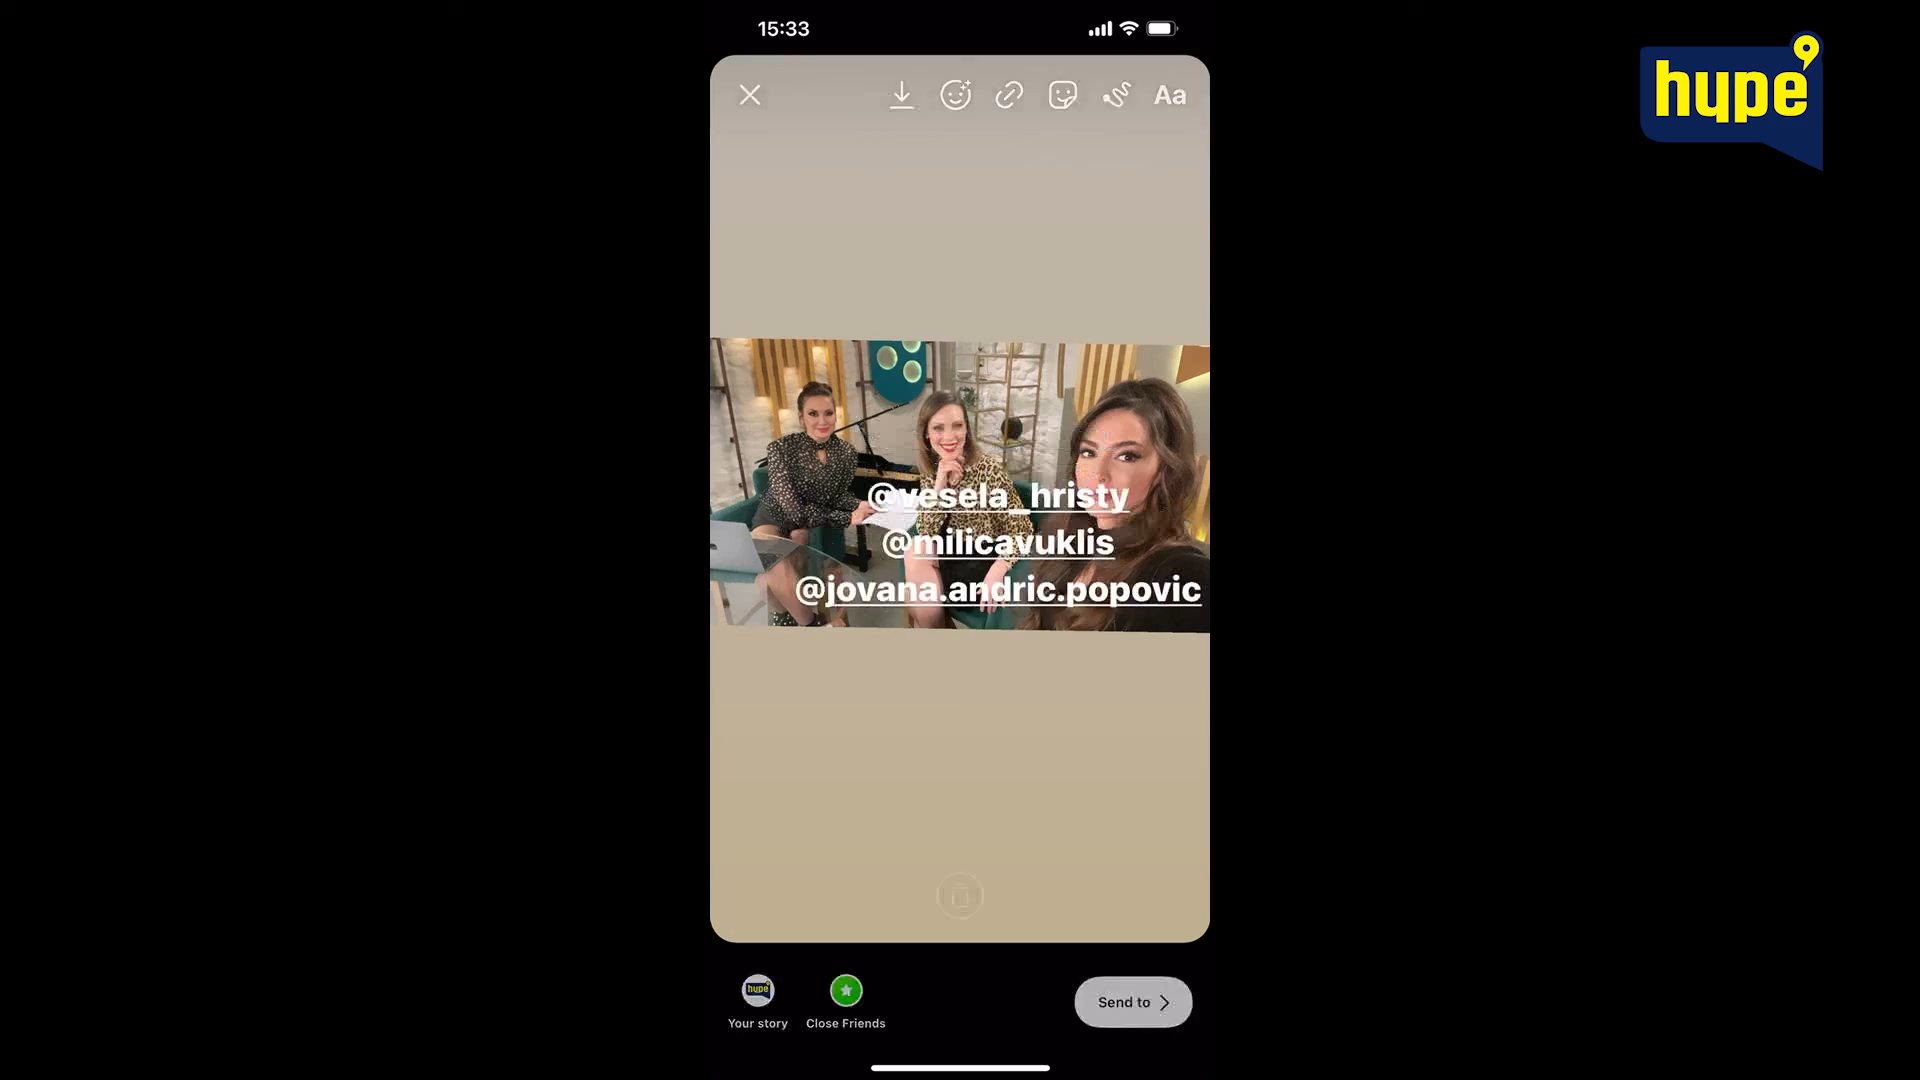 15:33
hype
Aa
@vesela_hristy
@milicavuklis
@jovana.andric.popovic
hype
Your story
Close Friends
Send to